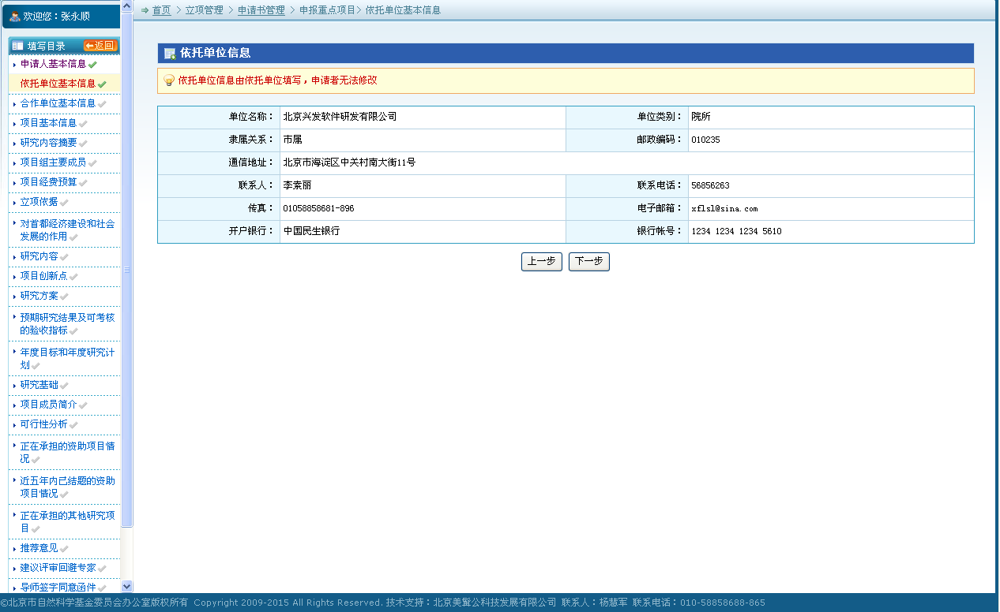 欢迎您：张永顺
首页 > 立项管理 > 申请书管理 > 申报重点项目> 依托单位基本信息
填写目录 返回
申请人基本信息
依托单位基本信息
合作单位基本信息
项目基本信息
研究内容摘要
项目组主要成员
项目经费预算
立项依据
对首都经济建设和社会
发展的作用
研究内容
项目创新点
研究方案
预期研究结果及可考核
的验收指标
年度目标和年度研究计
划
研究基础
项目成员简介
可行性分析
正在承担的资助项目情
况
近五年内已结题的资助
项目情况
正在承担的其他研究项
目
推荐意见
建议评审回避专家
导师签字同意函件
依托单位信息
依托单位信息由依托单位填写，申请者无法修改
单位名称： 北京兴发软件研发有限公司 单位类别： 院所
隶属关系： 市属 邮政编码： 010235
通信地址： 北京市海淀区中关村南大街11号
联系人： 李素丽 联系电话： 56856263
传真： 01058858681-896 电子邮箱： xflsl@sina.com
开户银行： 中国民生银行 银行帐号： 1234 1234 1234 5610
上一步 下一步
©北京市自然科学基金委员会办公室版权所有 Copyright 2009-2015 All Rights Reserved. 技术支持：北京美髯公科技发展有限公司 联系人：杨慧军 联系电话：010-58858688-865